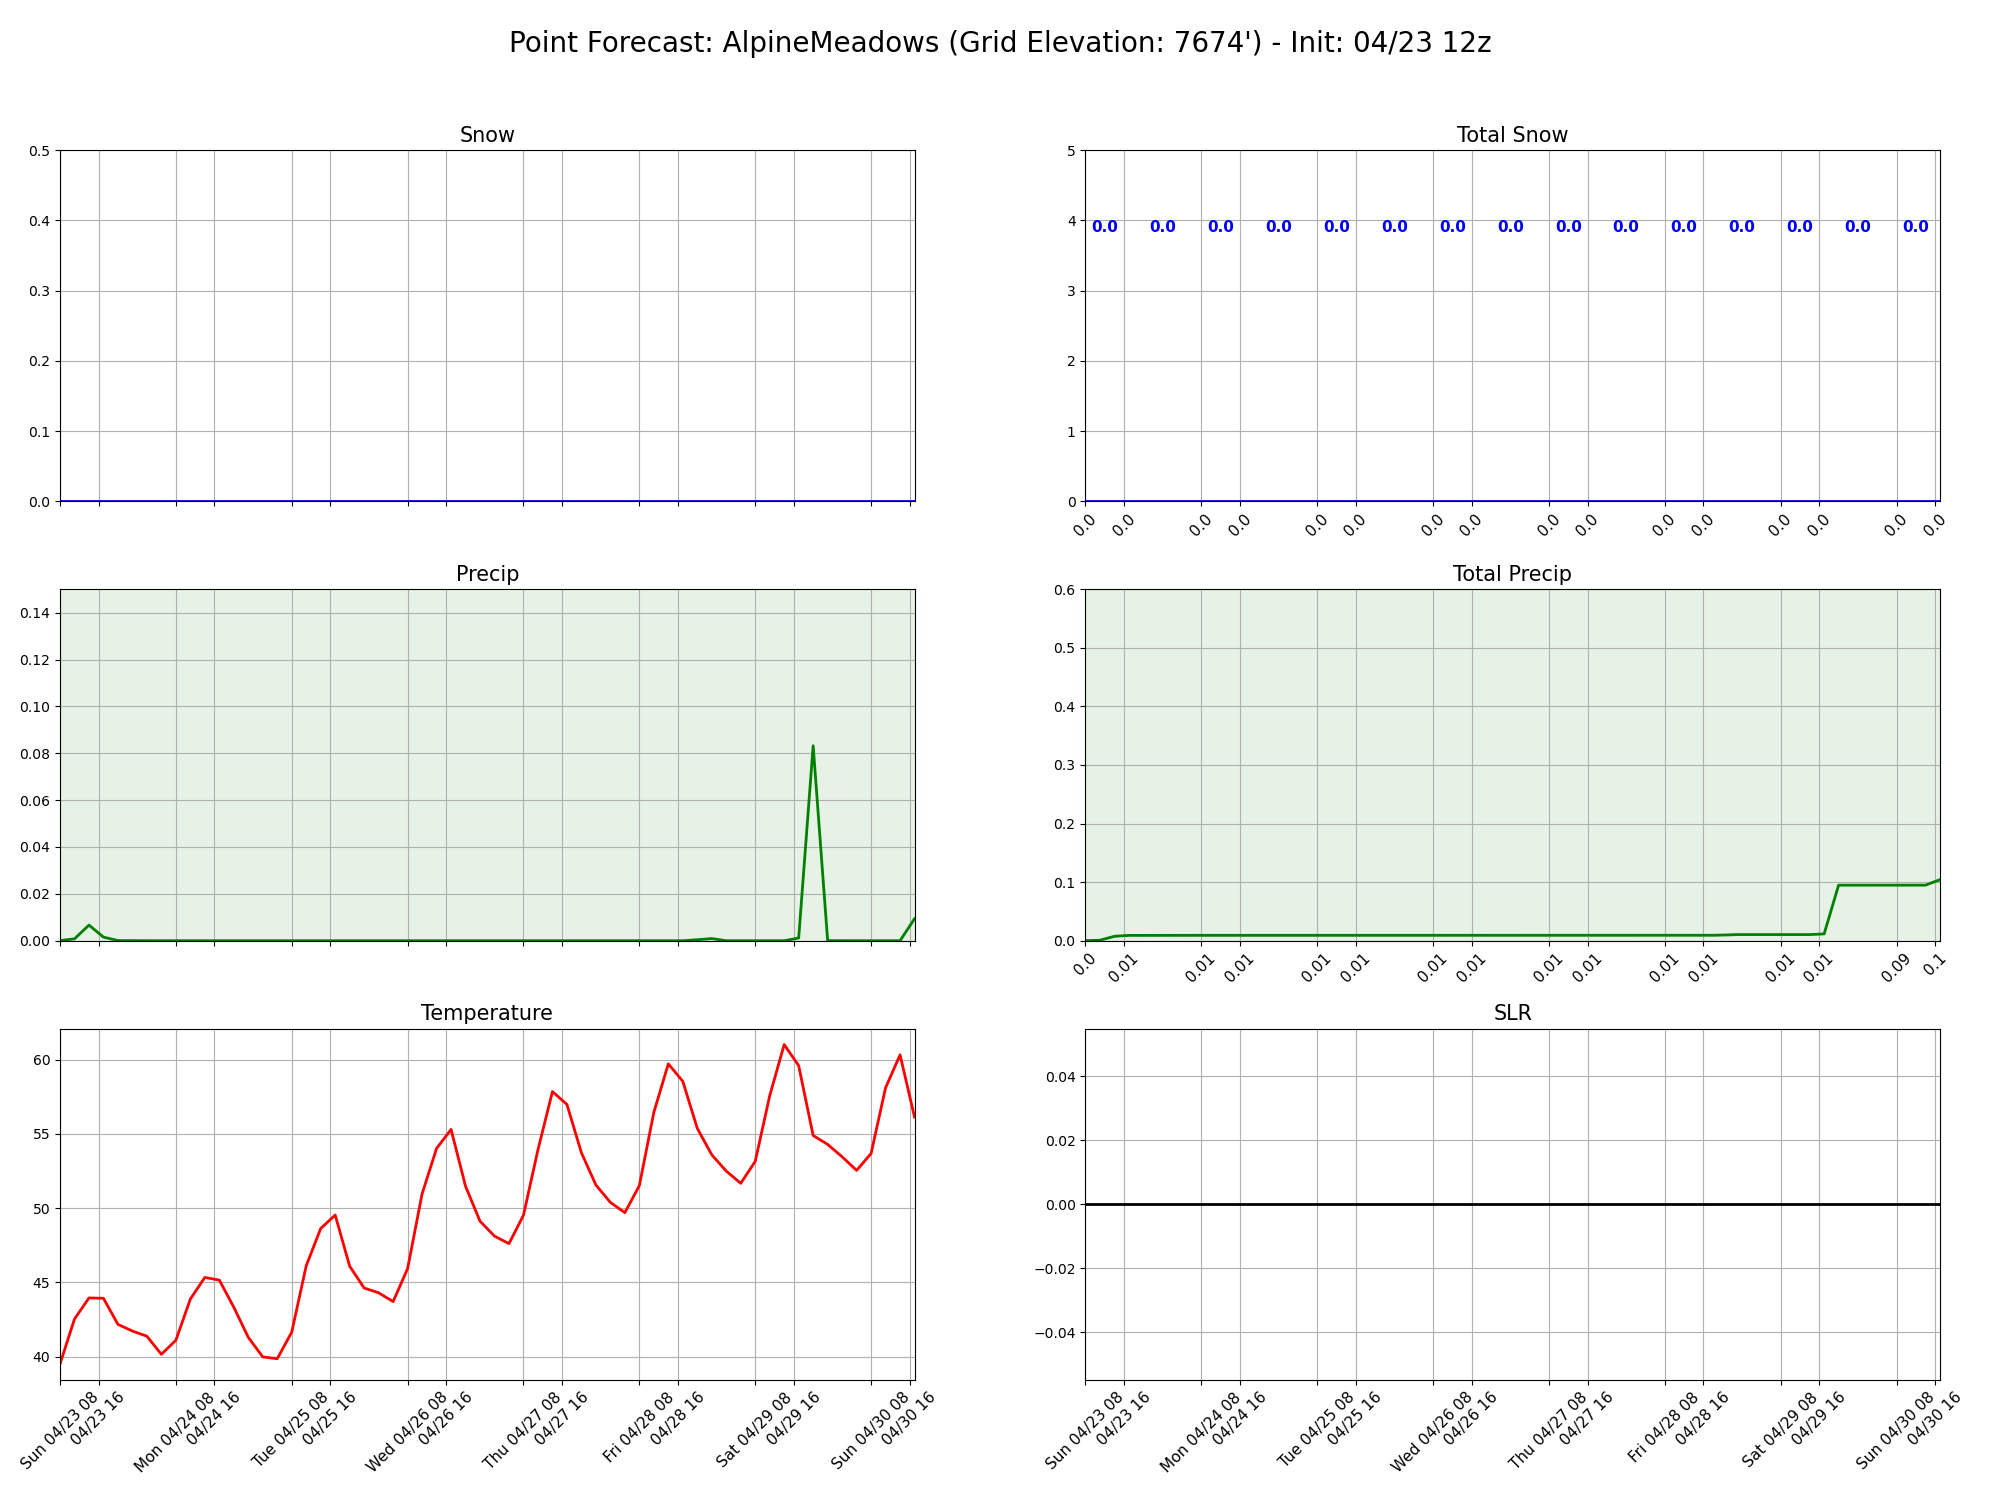 Point Forecast: AlpineMeadows (Grid Elevation: 7674') - Init: 04/23 12z
Snow
0.5
0.4
0.3
0.2
0.1
0.0
Total Snow
5
4
3
2
1
0
0.0 0.0 0.0 0.0 0.0 0.0 0.0 0.0 0.0 0.0 0.0 0.0 0.0 0.0 0.0
0.0 0.0 0.0 0.0 0.0 0.0 0.0 0.0 0.0 0.0 0.0 0.0 0.0 0.0 0.0 0.0
Precip
0.14
0.12
0.10
0.08
0.06
0.04
0.02
0.00
Total Precip
0.6
0.5
0.4
0.3
0.2
0.1
0.0
0.0 0.01 0.01 0.01 0.01 0.01 0.01 0.01 0.01 0.01 0.01 0.01 0.01 0.01 0.09 0.1
Temperature
60
55
50
45
40
Sun 04/23 08
04/23 16
Mon 04/24 08
04/24 16
Tue 04/25 08
04/25 16
Wed 04/26 08
04/26 16
Thu 04/27 08
04/27 16
Fri 04/28 08
04/28 16
Sat 04/29 08
04/29 16
Sun 04/30 08
04/30 16
SLR
0.04
0.02
0.00
−0.02
−0.04
Sun 04/23 08
04/23 16
Mon 04/24 08
04/24 16
Tue 04/25 08
04/25 16
Wed 04/26 08
04/26 16
Thu 04/27 08
04/27 16
Fri 04/28 08
04/28 16
Sat 04/29 08
04/29 16
Sun 04/30 08
04/30 16